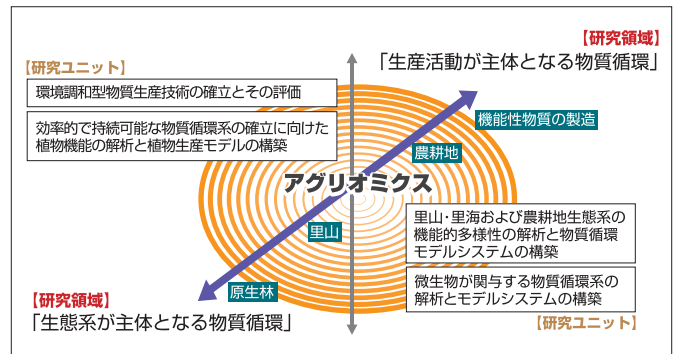 【研究領域】
「生産活動が主体となる物質循環」
【研究ユニット】
環境調和型物質生産技術の確立とその評価
効率的で持続可能な物質循環系の確立に向けた
植物機能の解析と植物生産モデルの構築
機能性物質の製造
農耕地
アグリオミクス
里山
原生林
里山・里海および農耕地生態系の
機能的多様性の解析と物質循環
モデルシステムの構築
微生物が関与する物質循環系の
解析とモデルシステムの構築
【研究ユニット】
【研究領域】
「生態系が主体となる物質循環」